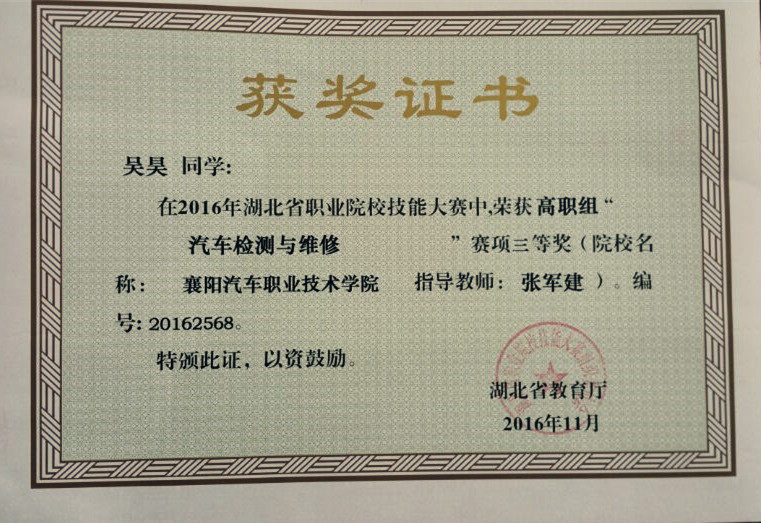 获奖证书
吴昊 同学:
在2016年湖北省职业院校技能大赛中,荣获 高职组“
汽车检测与维修 ”赛项三等奖（院校名
称： 襄阳汽车职业技术学院 指导教师：张军建 ）。编
号: 20162568。
特颁此证，以资鼓励。
湖北省教育厅
2016年11月